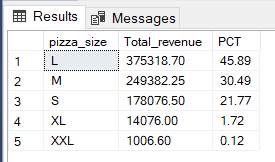 Results Messages
pizza_size Total_revenue PCT
1 L 375318.70 45.89
2 M 249382.25 30.49
3 S 178076.50 21.77
4 XL 14076.00 1.72
5 XXL 1006.60 0.12